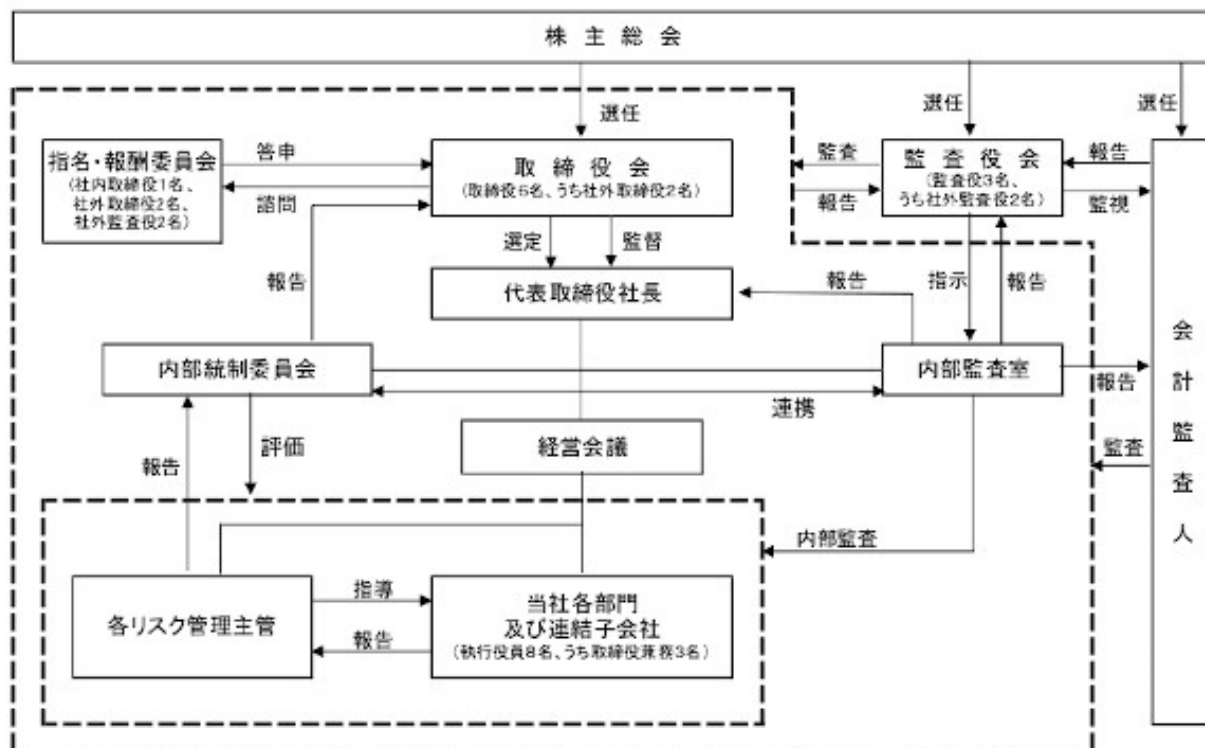 株主総会
選任
選任
選任
指名・報酬委員会
(社内取締役1名、
社外取締役2名、
社外監査役2名)
答申
諮問
取締役会
(取締役6名、うち社外取締役2名)
監査
報告
監査役会
(監査役3名、
うち社外監査役2名)
報告
監視
選定
監督
報告
代表取締役社長
報告
指示
報告
会計監査人
内部統制委員会
内部監査室
報告
連携
評価
報告
経営会議
監査
内部監査
各リスク管理主管
指導
報告
当社各部門
及び連結子会社
(執行役員8名、うち取締役兼務3名)